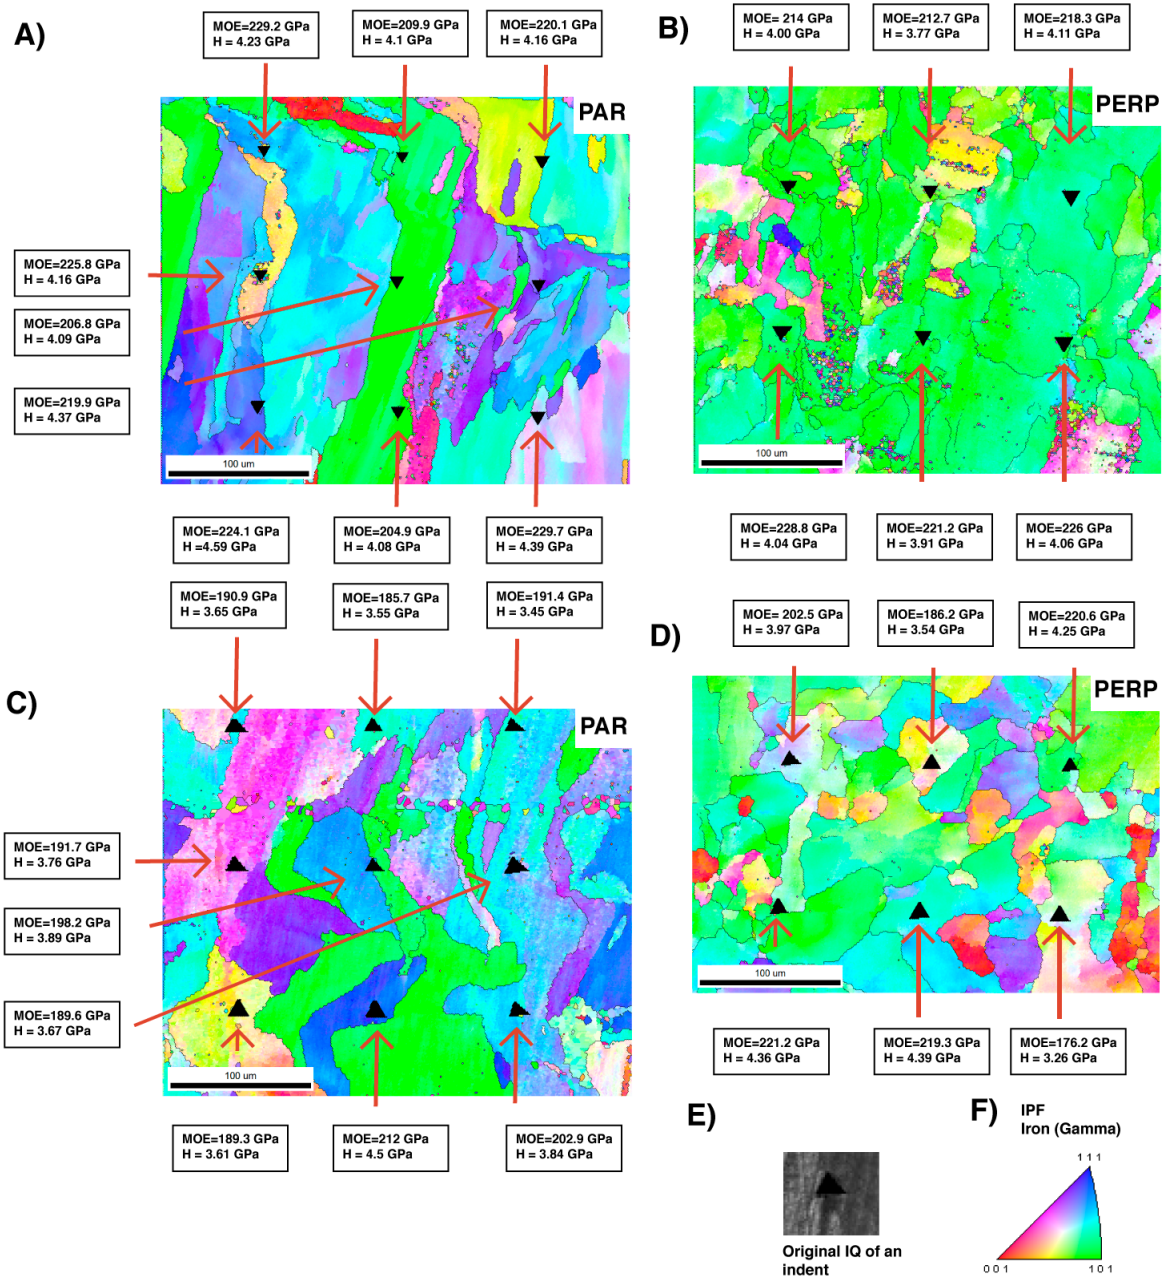 A)
MOE=229.2 GPa
H = 4.23 GPa
MOE=209.9 GPa
H = 4.1 GPa
MOE=220.1 GPa
H = 4.16 GPa
PAR
MOE=225.8 GPa
H = 4.16 GPa
MOE=206.8 GPa
H = 4.09 GPa
MOE=219.9 GPa
H = 4.37 GPa
100 um
MOE=224.1 GPa
H =4.59 GPa
MOE=204.9 GPa
H = 4.08 GPa
MOE=229.7 GPa
H = 4.39 GPa
B)
MOE= 214 GPa
H = 4.00 GPa
MOE=212.7 GPa
H = 3.77 GPa
MOE=218.3 GPa
H = 4.11 GPa
PERP
100 um
MOE=228.8 GPa
H = 4.04 GPa
MOE=221.2 GPa
H = 3.91 GPa
MOE=226 GPa
H = 4.06 GPa
C)
MOE=190.9 GPa
H = 3.65 GPa
MOE=185.7 GPa
H = 3.55 GPa
MOE=191.4 GPa
H = 3.45 GPa
PAR
MOE=191.7 GPa
H = 3.76 GPa
MOE=198.2 GPa
H = 3.89 GPa
MOE=189.6 GPa
H = 3.67 GPa
100 um
MOE=189.3 GPa
H = 3.61 GPa
MOE=212 GPa
H = 4.5 GPa
MOE=202.9 GPa
H = 3.84 GPa
D)
MOE= 202.5 GPa
H = 3.97 GPa
MOE=186.2 GPa
H = 3.54 GPa
MOE=220.6 GPa
H = 4.25 GPa
PERP
100 um
MOE=221.2 GPa
H = 4.36 GPa
MOE=219.3 GPa
H = 4.39 GPa
MOE=176.2 GPa
H = 3.26 GPa
E)
Original IQ of an
indent
F)
IPF
Iron (Gamma)
1 1 1
0 0 1
1 0 1